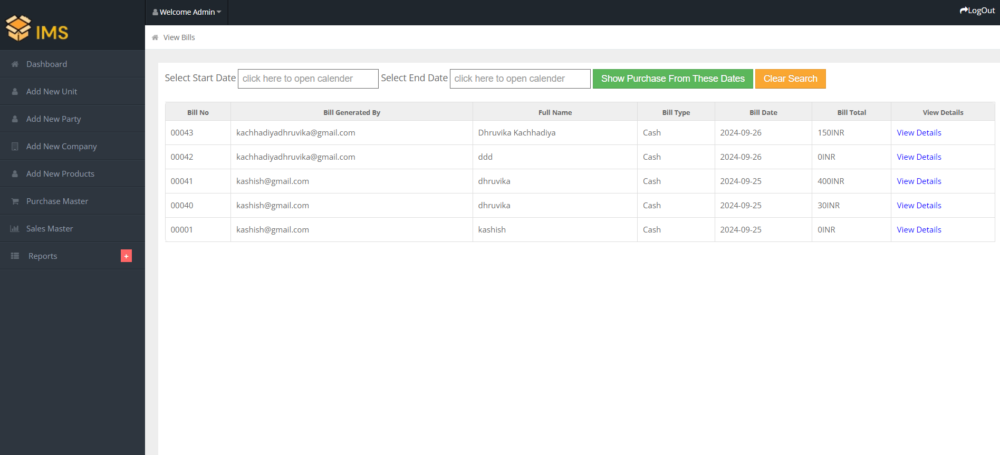 IMS
Welcome Admin
LogOut
View Bills
Dashboard
Add New Unit
Add New Party
Add New Company
Add New Products
Purchase Master
Sales Master
Reports +
Select Start Date click here to open calender Select End Date click here to open calender Show Purchase From These Dates Clear Search
Bill No Bill Generated By Full Name Bill Type Bill Date Bill Total View Details
00043 kachhadiyadhruvika@gmail.com Dhruvika Kachhadiya Cash 2024-09-26 150INR View Details
00042 kachhadiyadhruvika@gmail.com ddd Cash 2024-09-26 0INR View Details
00041 kashish@gmail.com dhruvika Cash 2024-09-25 400INR View Details
00040 kashish@gmail.com dhruvika Cash 2024-09-25 30INR View Details
00001 kashish@gmail.com kashish Cash 2024-09-25 0INR View Details